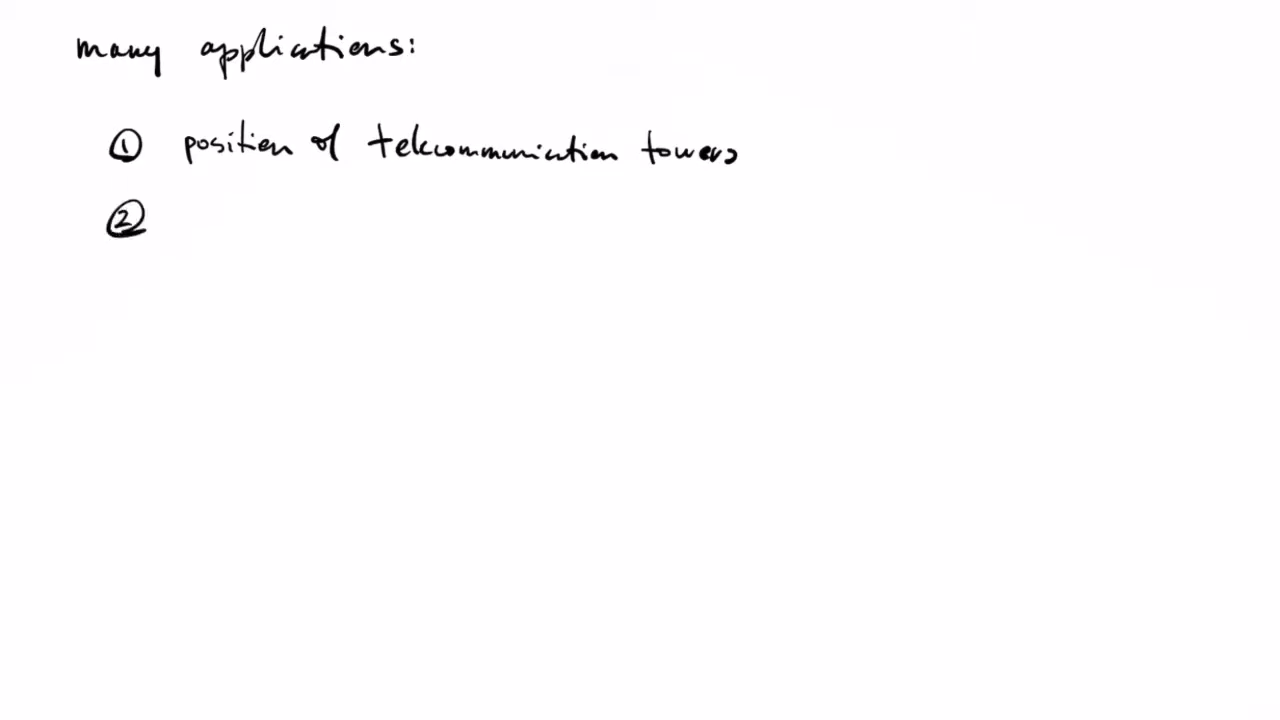 many applications:
① position of telecommunication towers
②